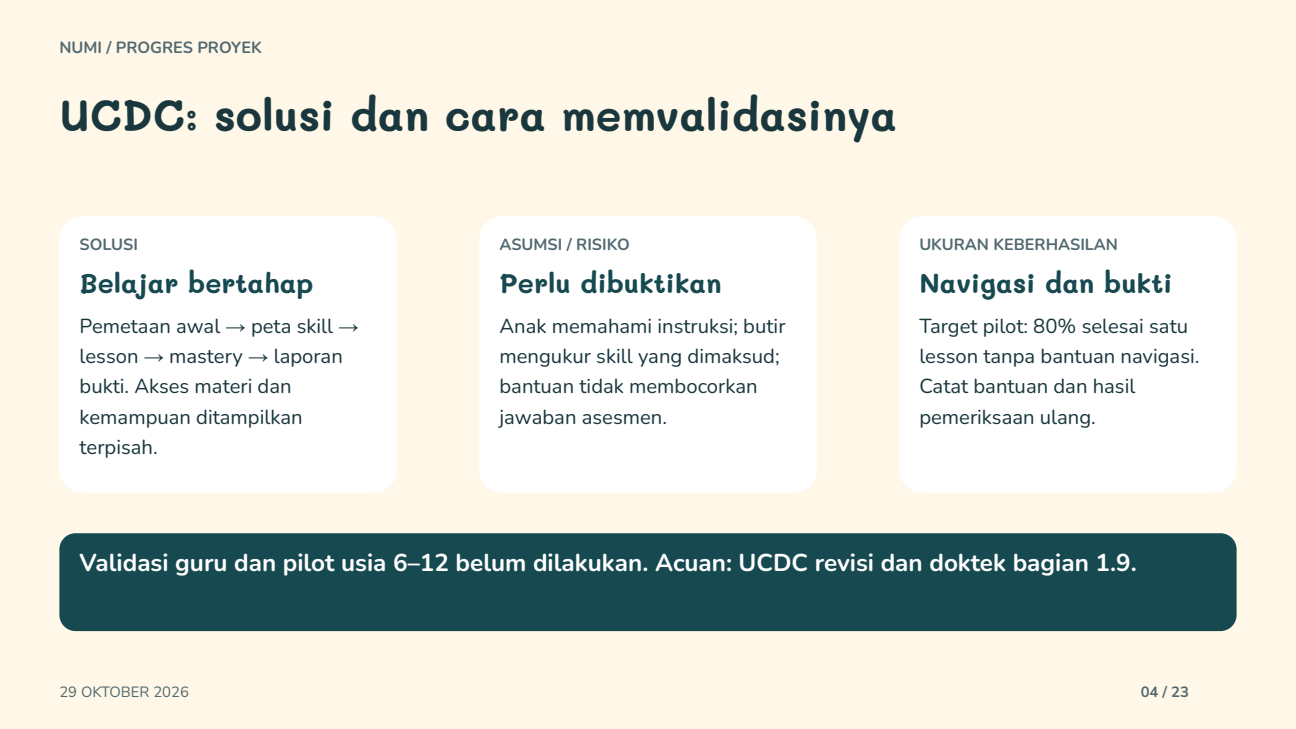 NUMI / PROGRES PROYEK
UCDC: solusi dan cara memvalidasinya
SOLUSI
Belajar bertahap
Pemetaan awal → peta skill →
lesson → mastery → laporan
bukti. Akses materi dan
kemampuan ditampilkan
terpisah.
ASUMSI / RISIKO
Perlu dibuktikan
Anak memahami instruksi; butir
mengukur skill yang dimaksud;
bantuan tidak membocorkan
jawaban asesmen.
UKURAN KEBERHASILAN
Navigasi dan bukti
Target pilot: 80% selesai satu
lesson tanpa bantuan navigasi.
Catat bantuan dan hasil
pemeriksaan ulang.
Validasi guru dan pilot usia 6–12 belum dilakukan. Acuan: UCDC revisi dan doktek bagian 1.9.
29 OKTOBER 2026
04 / 23